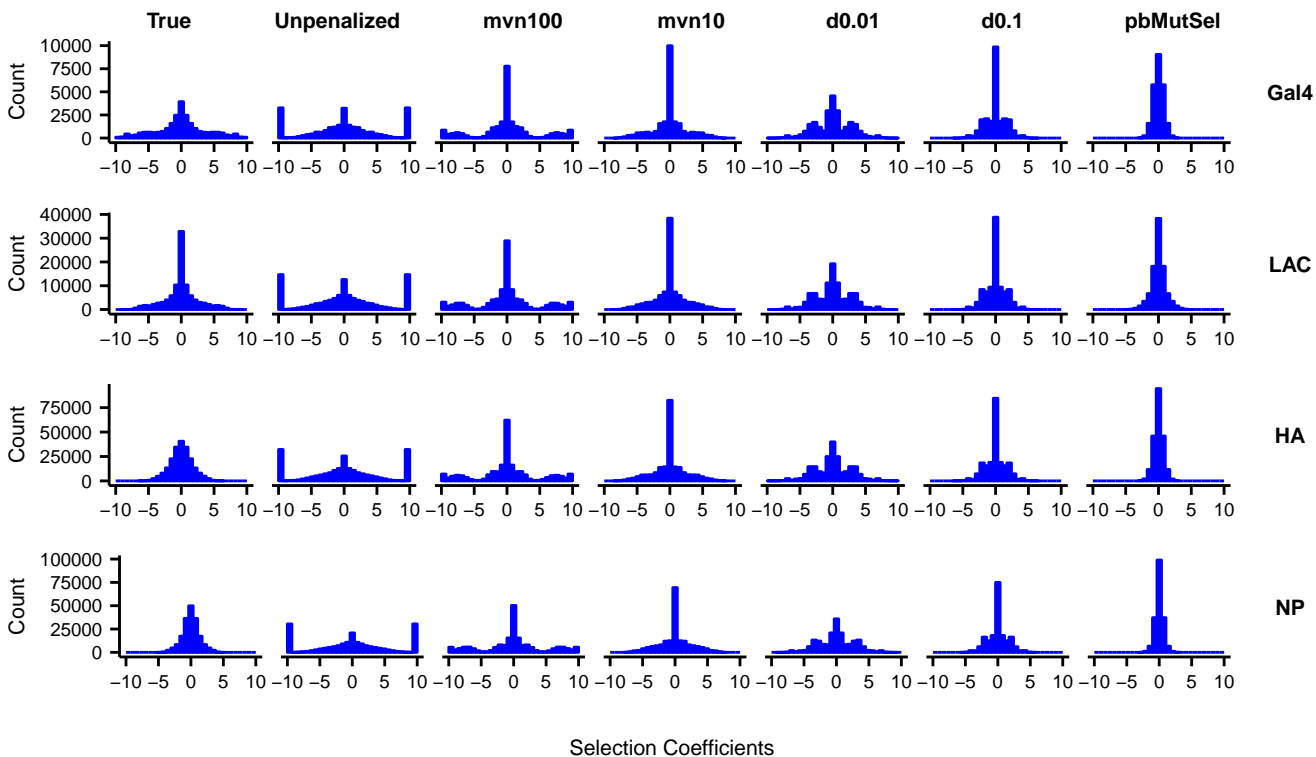 True Unpenalized mvn100 mvn10 d0.01 d0.1 pbMutSel
10000
7500
5000
2500
0
Count
Gal4
−10 −5 0 5 10 −10 −5 0 5 10 −10 −5 0 5 10 −10 −5 0 5 10 −10 −5 0 5 10 −10 −5 0 5 10 −10 −5 0 5 10
40000
30000
20000
10000
0
Count
LAC
−10 −5 0 5 10 −10 −5 0 5 10 −10 −5 0 5 10 −10 −5 0 5 10 −10 −5 0 5 10 −10 −5 0 5 10 −10 −5 0 5 10
75000
50000
25000
0
Count
HA
−10 −5 0 5 10 −10 −5 0 5 10 −10 −5 0 5 10 −10 −5 0 5 10 −10 −5 0 5 10 −10 −5 0 5 10 −10 −5 0 5 10
100000
75000
50000
25000
0
Count
NP
−10 −5 0 5 10 −10 −5 0 5 10 −10 −5 0 5 10 −10 −5 0 5 10 −10 −5 0 5 10 −10 −5 0 5 10 −10 −5 0 5 10
Selection Coefficients